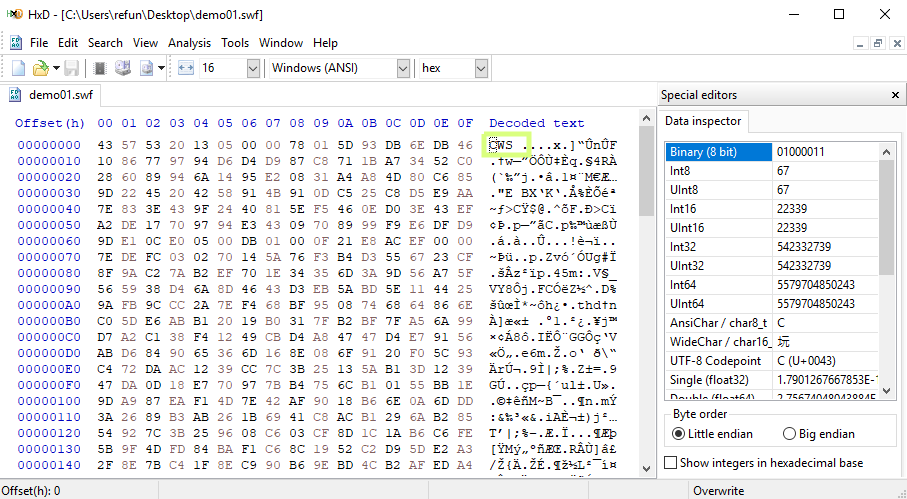 HxD - [C:\Users\refun\Desktop\demo01.swf]
File Edit Search View Analysis Tools Window Help
16 Windows (ANSI) hex
demo01.swf
Special editors
Data inspector
Offset(h) 00 01 02 03 04 05 06 07 08 09 0A 0B 0C 0D 0E 0F Decoded text
00000000 43 57 53 20 13 05 00 00 78 01 5D 93 DB 6E DB 46 CWS ....x.]“ÛnÛF
00000010 10 86 77 97 94 D6 D4 D9 87 C8 71 1B A7 34 52 C0 .†w—”ÖÔÙ‡Èq.§4RÀ
00000020 28 60 89 94 6A 14 95 E2 08 31 A4 A8 4D 80 C6 85 (`‰”j.•â.1¤¨M€Æ…
00000030 9D 22 45 20 42 58 91 4B 91 0D C5 25 C8 D5 E9 AA ."E BX‘K‘.Å%ÈÕéª
00000040 7E 83 3E 43 9F 24 40 81 5E F5 46 0E D0 3E 43 EF ~ƒ>CŸ$@.^õF.Ð>Cï
00000050 A2 DE 17 70 97 94 E3 43 09 70 89 99 F9 E6 DF D9 ¢Þ.p—”ãC.p‰™ùæßÙ
00000060 9D E1 0C E0 05 00 DB 01 00 0F 21 E8 AC EF 00 00 .á.à..Û...!è¬ï..
00000070 7E DE FC 03 02 70 14 5A 76 F3 B4 D3 55 67 23 CF ~Þü..p.Zvó´ÓUg#Ï
00000080 8F 9A C2 7A B2 EF 70 1E 34 35 6D 3A 9D 56 A7 5F .šÂz²ïp.45m:.V§_
00000090 56 59 38 D4 6A 8D 46 43 D3 EB 5A BD 5E 11 44 25 VY8Ôj.FCÓëZ½^.D%
000000A0 9A FB 9C CC 2A 7E F4 68 BF 95 08 74 68 64 86 6E šûœÌ*~ôh¿•.thd†n
000000B0 C0 5D E6 AB B1 20 19 B0 31 7F B2 BF 7F A5 6A 99 À]æ«± .°1.²¿.¥j™
000000C0 D7 A2 C1 38 F4 12 49 CB D4 A8 47 47 D4 E7 91 56 ×¢Á8ô.IËÔ¨GGÔç‘V
000000D0 AB D6 84 90 65 36 6D 16 8E 08 6F 91 20 F0 5C 93 «Ö„.e6m.Ž.o‘ ð\“
000000E0 C4 72 DA AC 12 39 CC 7C 3B 25 13 5A B1 3D 12 39 ÄrÚ¬.9Ì|;%.Z±=.9
000000F0 47 DA 0D 18 E7 70 97 7B B4 75 6C B1 01 55 BB 1E GÚ..çp—{´ul±.U».
00000100 9D A9 87 EA F1 4D 7E 42 AF 90 18 B6 6E 0A 6D DD .©‡êñM~B¯..¶n.mÝ
00000110 3A 26 89 B3 AB 26 1B 69 41 C8 AC B1 29 6A B2 85 :&‰³«&.iAÈ¬±)j²…
00000120 54 92 7C 3B 25 96 08 C6 03 CF 8D 1C 1A B6 C6 FE T’|;%–.Æ.Ï...¶Æþ
00000130 5B 9F 4D FD 84 BA F1 C6 8C 19 52 C2 D9 5D E2 A3 [ŸMý„ºñÆŒ.RÂÙ]â£
00000140 2F 8E 7B C4 1F 8E C9 90 B6 9E BD 4C B2 AF ED A4 /Ž{Ä.ŽÉ.¶ž½L²¯í¤
Binary (8 bit) 01000011
Int8 67
UInt8 67
Int16 22339
UInt16 22339
Int32 542332739
UInt32 542332739
Int64 5579704850243
UInt64 5579704850243
AnsiChar / char8_t C
WideChar / char16_ 坃
UTF-8 Codepoint C (U+0043)
Single (float32) 1.7901267667853E-1
Byte order
Little endian Big endian
Show integers in hexadecimal base
Offset(h): 0 Overwrite